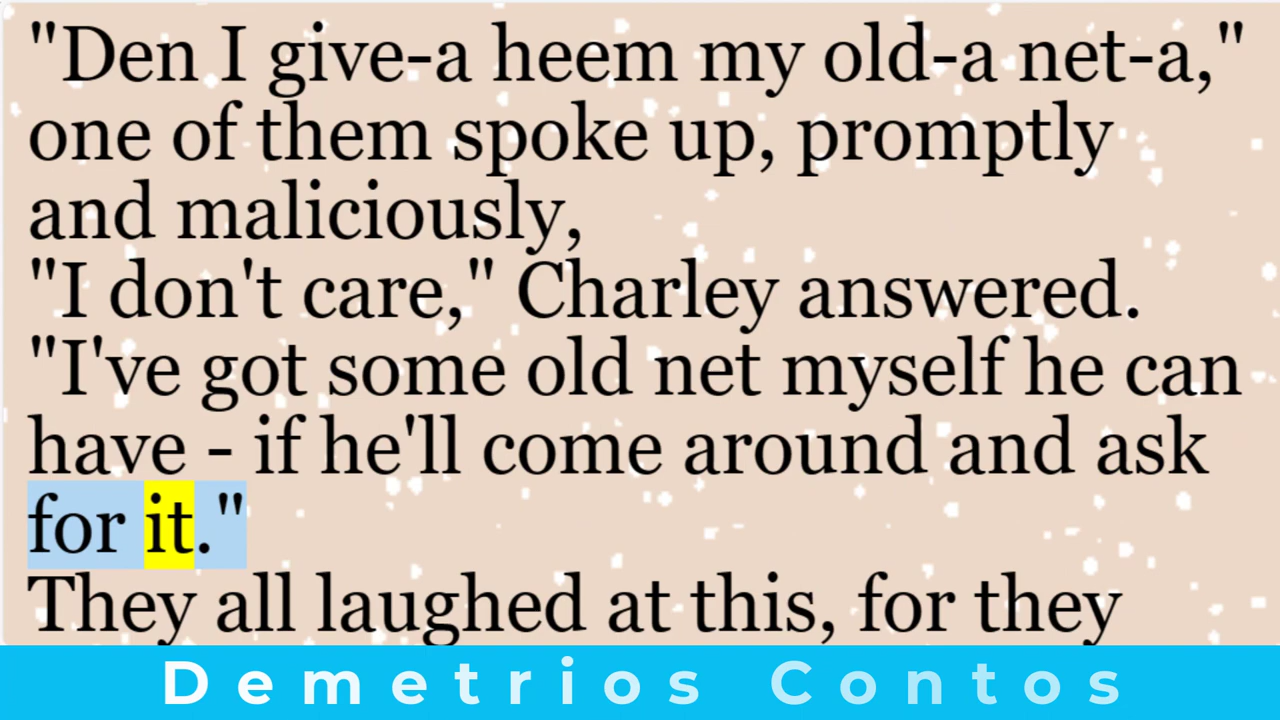 "Den I give-a heem my old-a net-a,"
one of them spoke up, promptly
and maliciously,
"I don't care," Charley answered.
"I've got some old net myself he can
have - if he'll come around and ask
for it."
They all laughed at this, for they
Demetrios Contos